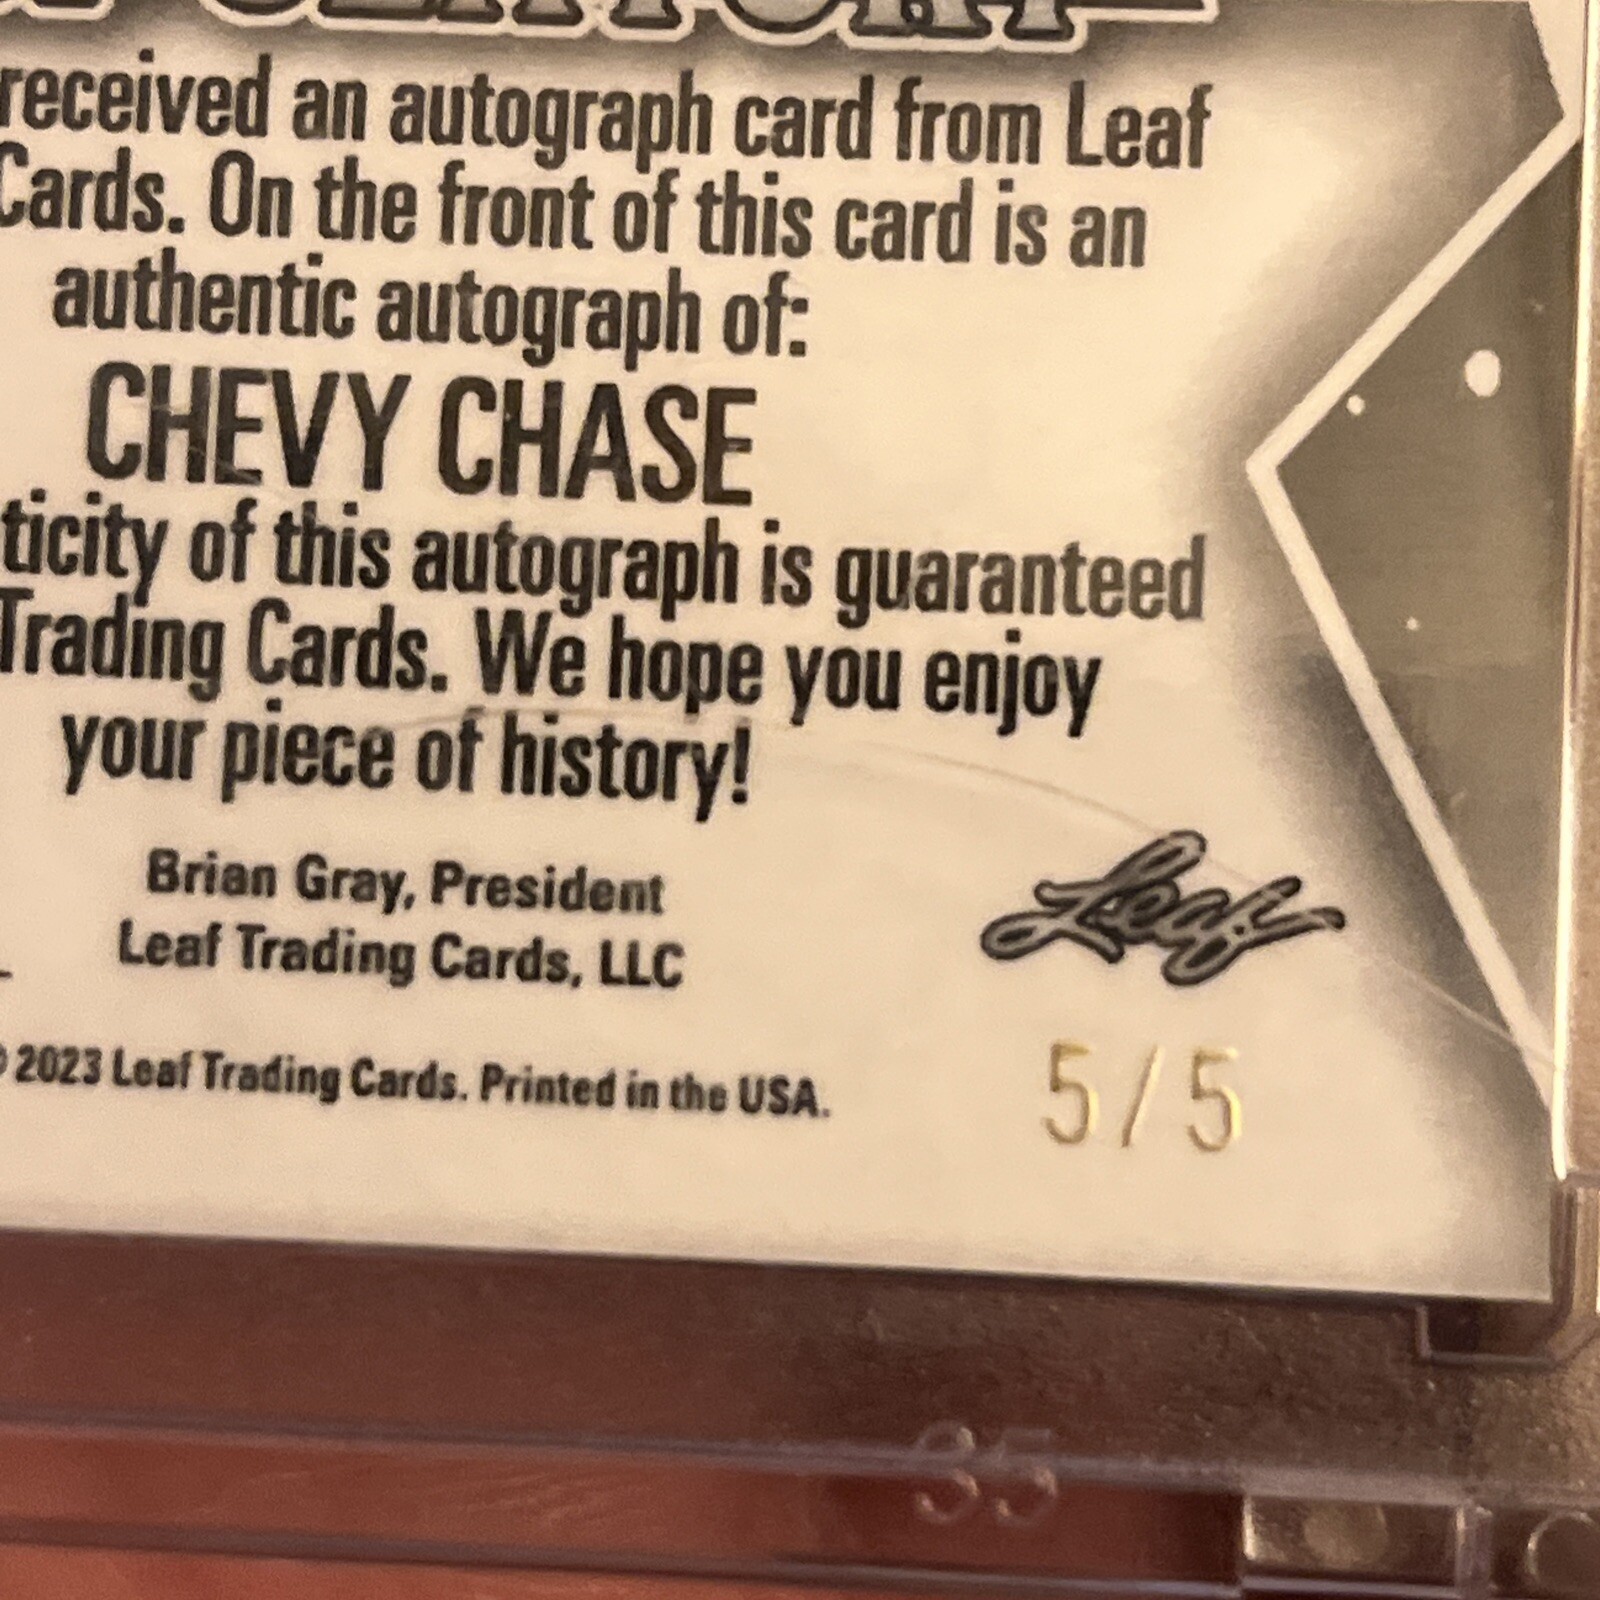 received an autograph card from Leaf
Cards. On the front of this card is an
authentic autograph of:
CHEVY CHASE
ticity of this autograph is guaranteed
Trading Cards. We hope you enjoy
your piece of history!
Brian Gray, President
Leaf Trading Cards, LLC
Leaf
© 2023 Leaf Trading Cards. Printed in the USA.
5/5
35